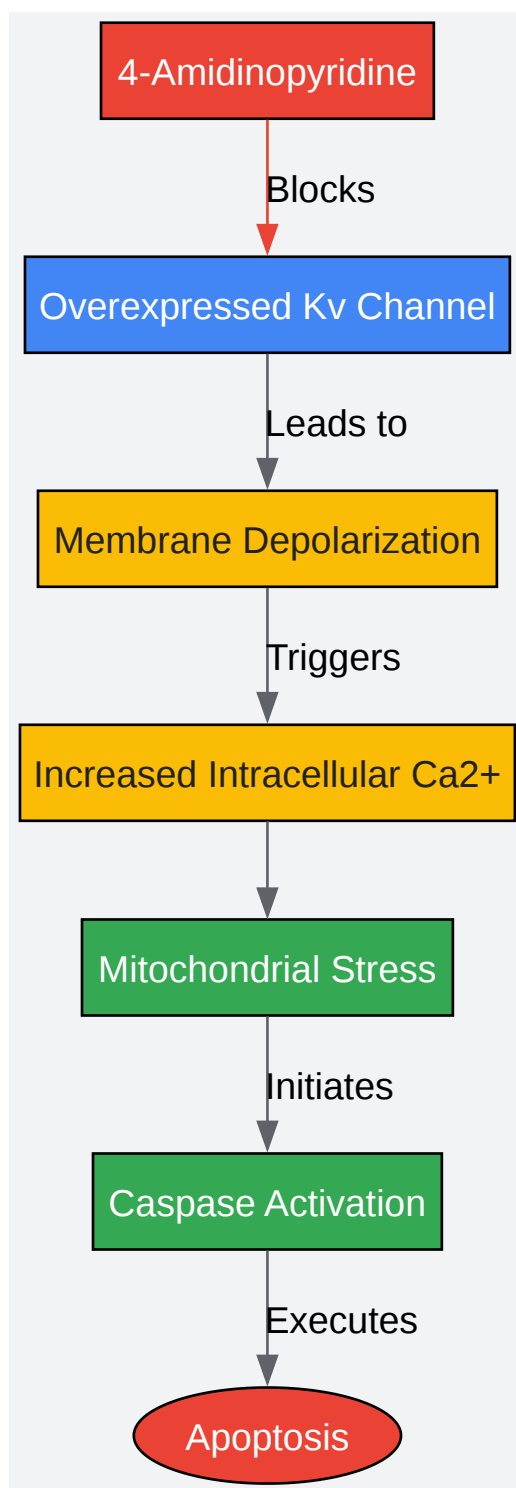 4-Amidinopyridine
Blocks
Overexpressed Kv Channel
Leads to
Membrane Depolarization
Triggers
Increased Intracellular Ca2+
Mitochondrial Stress
Initiates
Caspase Activation
Executes
Apoptosis